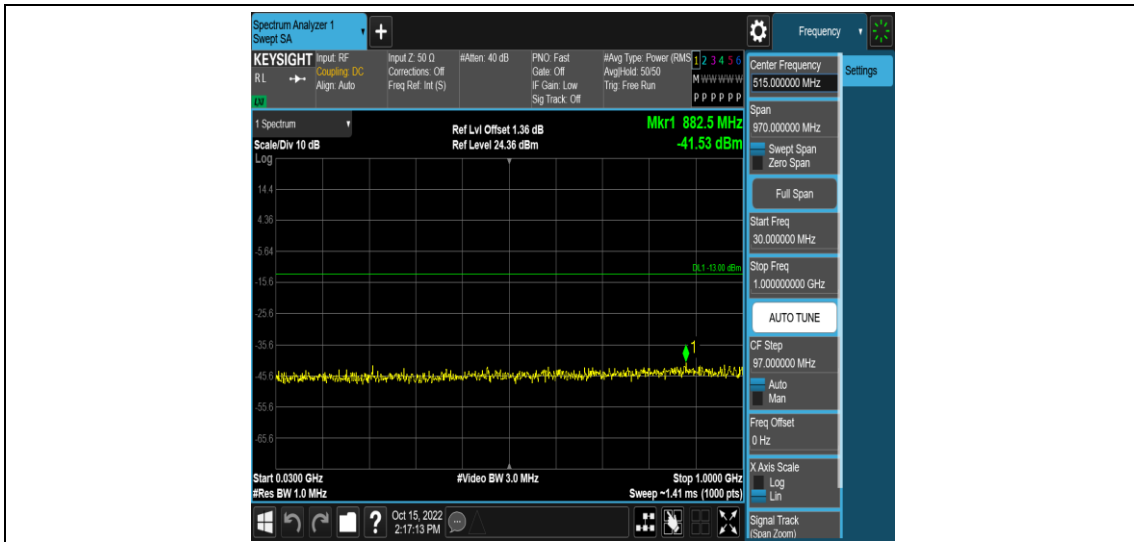 Spectrum Analyzer 1
Swept SA
+
Frequency
KEYSIGHT
RL
LXI
Input: RF
Coupling: DC
Align: Auto
Input Z: 50 Ω
Corrections: Off
Freq Ref: Int (S)
#Atten: 40 dB
PNO: Fast
Gate: Off
IF Gain: Low
Sig Track: Off
#Avg Type: Power (RMS
Avg|Hold: 50/50
Trig: Free Run
1 2 3 4 5 6
M W W W W W
P P P P P P
1 Spectrum
Scale/Div 10 dB
Log
Ref Lvl Offset 1.36 dB
Ref Level 24.36 dBm
Mkr1 882.5 MHz
-41.53 dBm
14.4
4.36
-5.64
DL1 -13.00 dBm
-15.6
-25.6
-35.6
1
-45.6
-55.6
-65.6
Start 0.0300 GHz
#Res BW 1.0 MHz
#Video BW 3.0 MHz
Stop 1.0000 GHz
Sweep ~1.41 ms (1000 pts)
?
Oct 15, 2022
2:17:13 PM
Center Frequency
515.000000 MHz
Settings
Span
970.000000 MHz
Swept Span
Zero Span
Full Span
Start Freq
30.000000 MHz
Stop Freq
1.000000000 GHz
AUTO TUNE
CF Step
97.000000 MHz
Auto
Man
Freq Offset
0 Hz
X Axis Scale
Log
Lin
Signal Track
(Span Zoom)